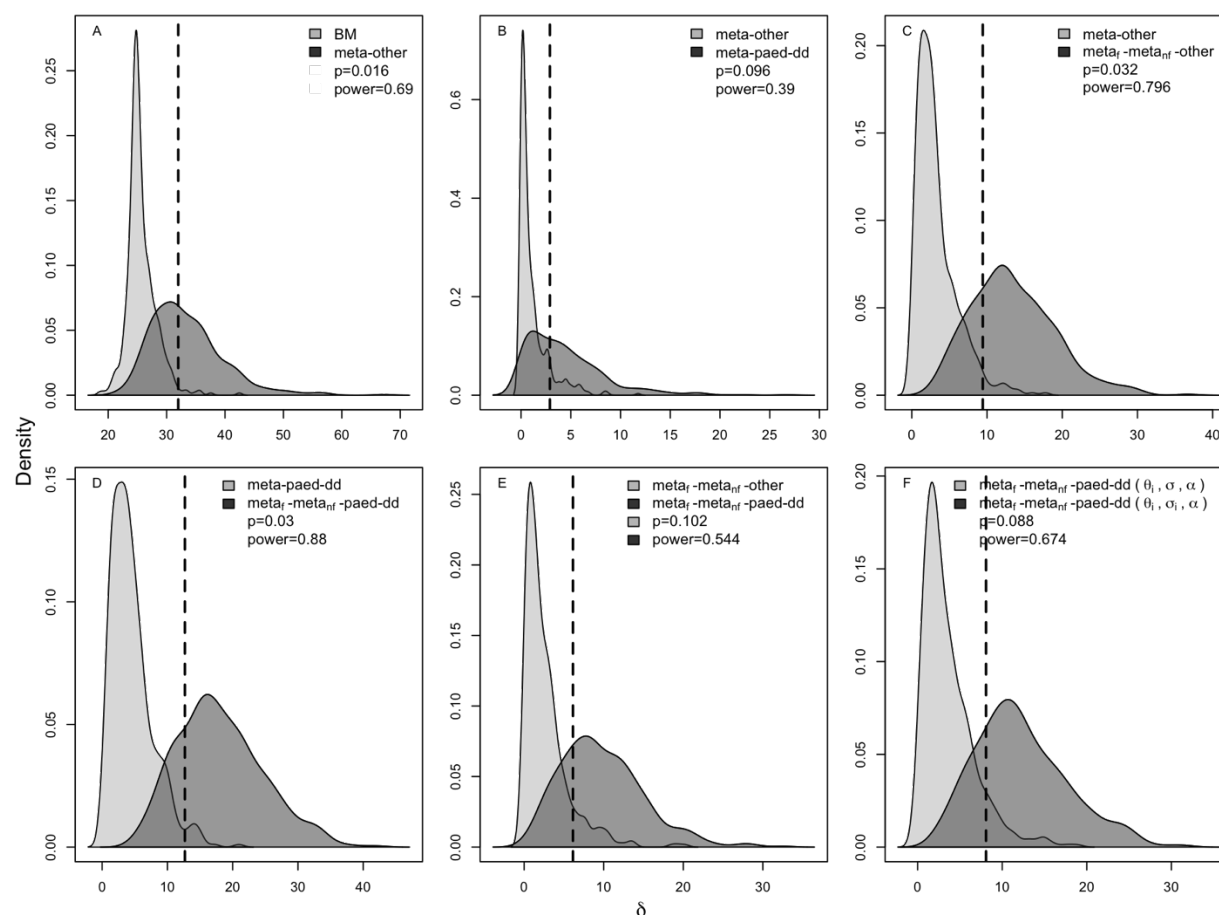 A
BM
meta-other
p=0.016
power=0.69
0.00 0.05 0.10 0.15 0.20 0.25
20 30 40 50 60 70
B
meta-other
meta-paed-dd
p=0.096
power=0.39
0.0 0.2 0.4 0.6
0 5 10 15 20 25 30
C
meta-other
metaf -metanf -other
p=0.032
power=0.796
0.00 0.05 0.10 0.15 0.20
0 10 20 30 40
Density
D
meta-paed-dd
metaf -metanf -paed-dd
p=0.03
power=0.88
0.00 0.05 0.10 0.15
0 10 20 30 40
E
metaf -metanf -other
metaf -metanf -paed-dd
p=0.102
power=0.544
0.00 0.05 0.10 0.15 0.20 0.25
0 10 20 30
F
metaf -metanf -paed-dd ( θi , σ , α )
metaf -metanf -paed-dd ( θi , σi , α )
p=0.088
power=0.674
0.00 0.05 0.10 0.15 0.20
0 10 20 30
δ